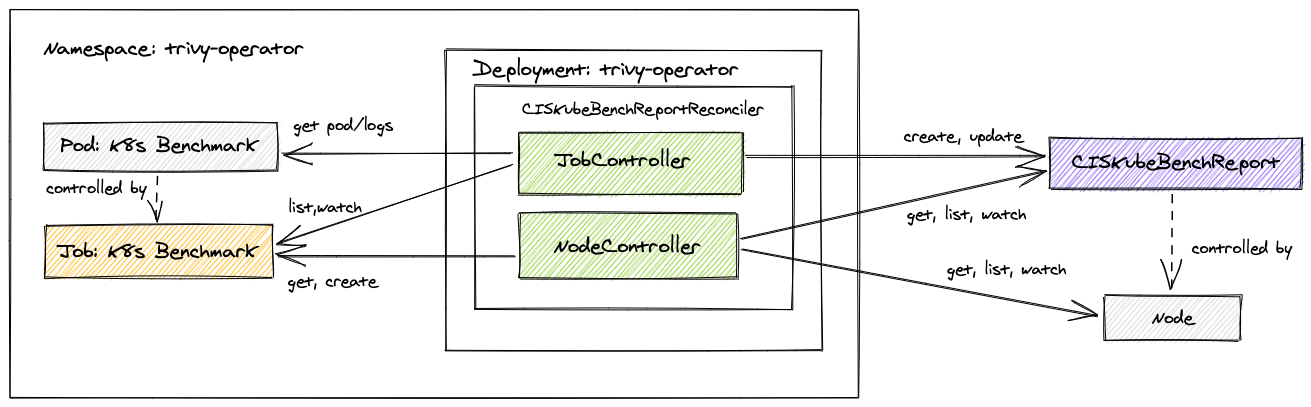 Namespace: trivy-operator
Deployment: trivy-operator
CISKubeBenchReportReconciler
Pod: K8s Benchmark
get pod/logs
JobController
create, update
CISKubeBenchReport
controlled by
list,watch
get, list, watch
Job: K8s Benchmark
NodeController
controlled by
get, create
get, list, watch
Node